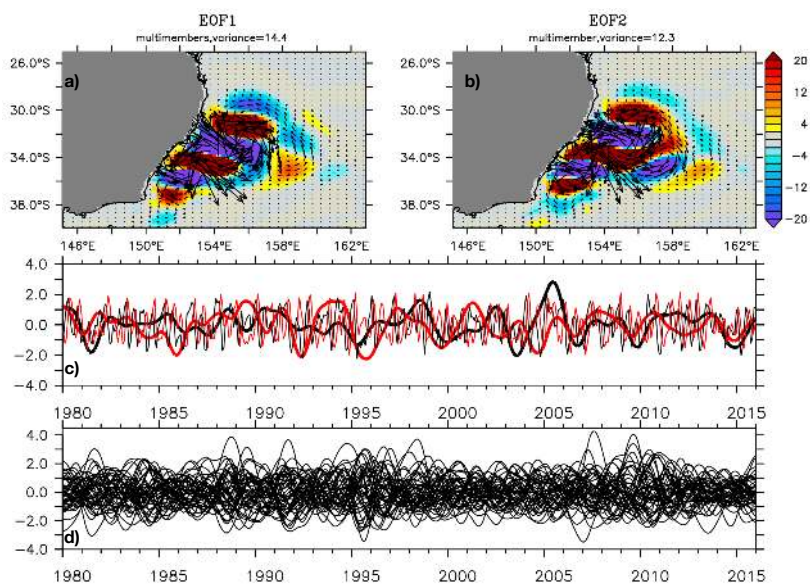 EOF1 EOF2
multimembers,variance=14.4 multimembers,variance=12.3
26.0°S a) 26.0°S b) 20
30.0°S 30.0°S 12
4
34.0°S 34.0°S -4
-12
38.0°S 38.0°S -20
146°E 150°E 154°E 158°E 162°E 146°E 150°E 154°E 158°E 162°E
4.0
2.0
0.0
-2.0
-4.0 c)
1980 1985 1990 1995 2000 2005 2010 2015
4.0
2.0
0.0
-2.0
-4.0 d)
1980 1985 1990 1995 2000 2005 2010 2015